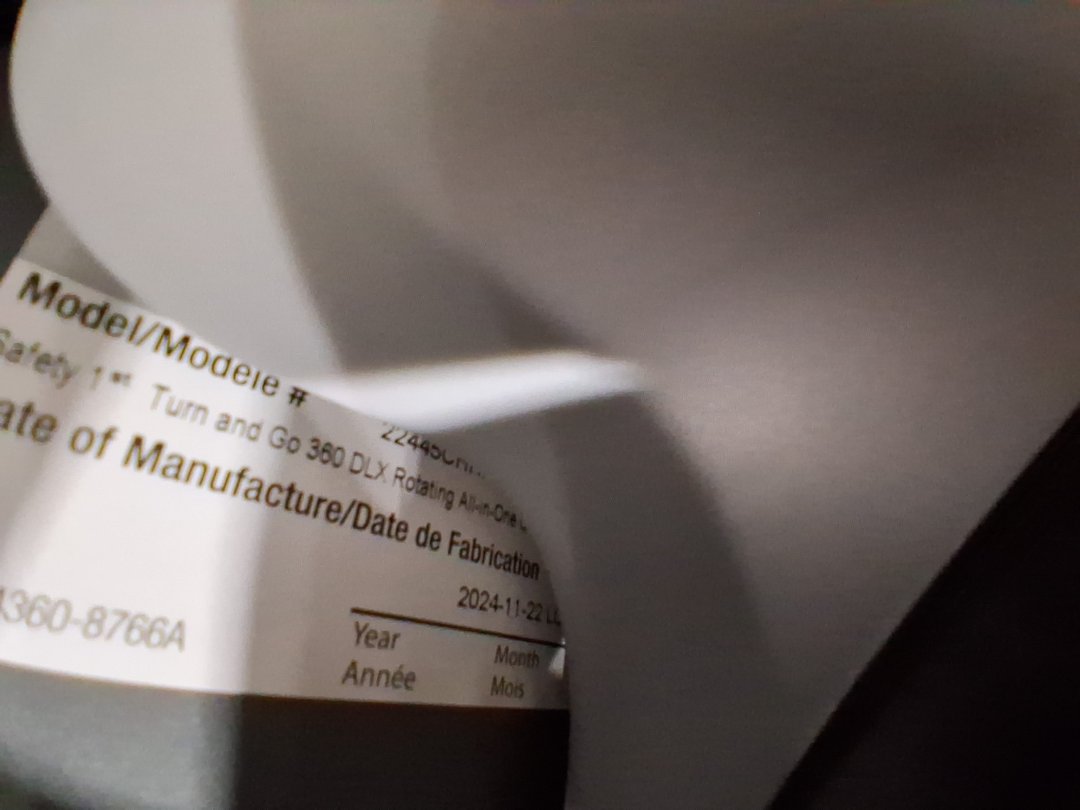 Model/Modèle #
Safety 1st Turn and Go 360 DLX Rotating All-in-One
ate of Manufacture/Date de Fabrication
2024-11-22
360-8766A
Year Month
Année Mois